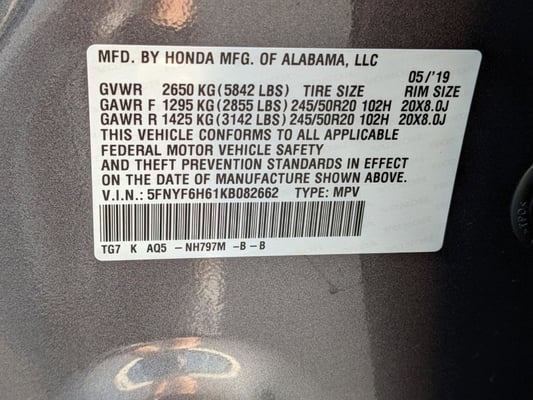 MFD. BY HONDA MFG. OF ALABAMA, LLC
05/'19
GVWR 2650 KG (5842 LBS) TIRE SIZE RIM SIZE
GAWR F 1295 KG (2855 LBS) 245/50R20 102H 20X8.0J
GAWR R 1425 KG (3142 LBS) 245/50R20 102H 20X8.0J
THIS VEHICLE CONFORMS TO ALL APPLICABLE
FEDERAL MOTOR VEHICLE SAFETY
AND THEFT PREVENTION STANDARDS IN EFFECT
ON THE DATE OF MANUFACTURE SHOWN ABOVE.
V.I.N.: 5FNYF6H61KB082662 TYPE: MPV
TG7 K AQ5 -NH797M -B-B